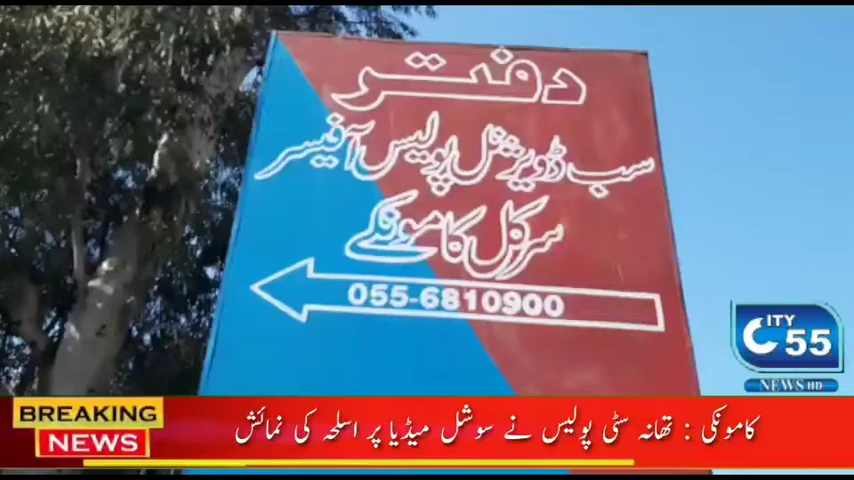 دفتر
سب ڈویژنل پولیس آفیسر
سرکل کامونکے
055-6810900
CITY 55
NEWS HD
BREAKING NEWS
کامونکی : تھانہ سٹی پولیس نے سوشل میڈیا پر اسلحہ کی نمائش